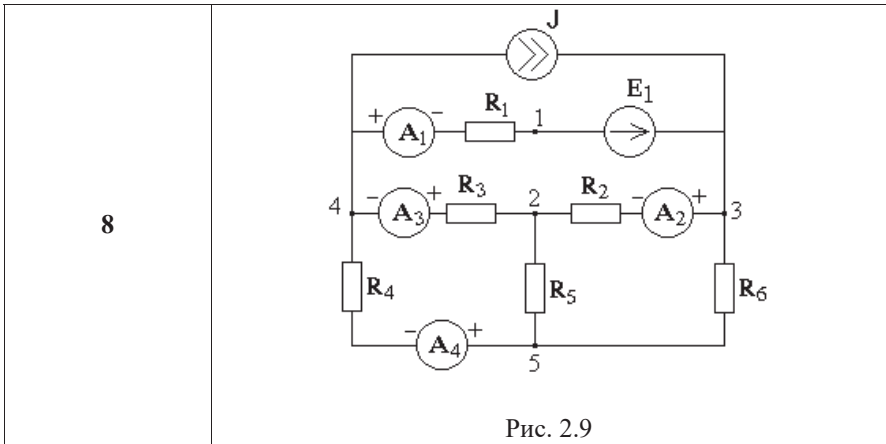 J
E1
R1
1
+ A1 -
R3
2
R2
4
- A3 +
- A2 +
3
8
R4
R5
R6
- A4 +
5
Рис. 2.9